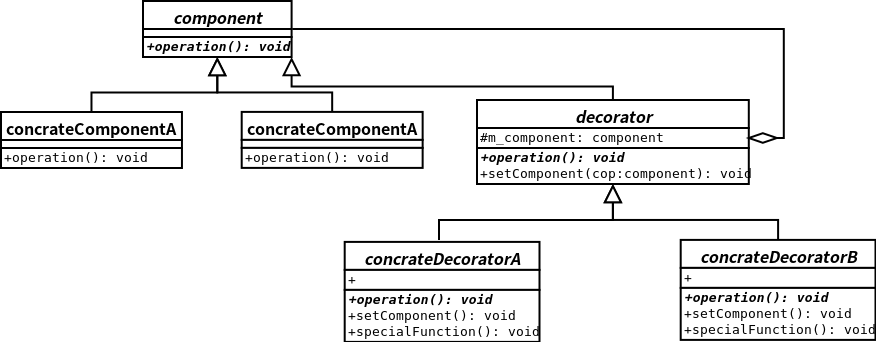 component
+operation(): void
concrateComponentA
+operation(): void
concrateComponentA
+operation(): void
decorator
#m_component: component
+operation(): void
+setComponent(cop:component): void
concrateDecoratorA
+
+operation(): void
+setComponent(): void
+specialFunction(): void
concrateDecoratorB
+
+operation(): void
+setComponent(): void
+specialFunction(): void